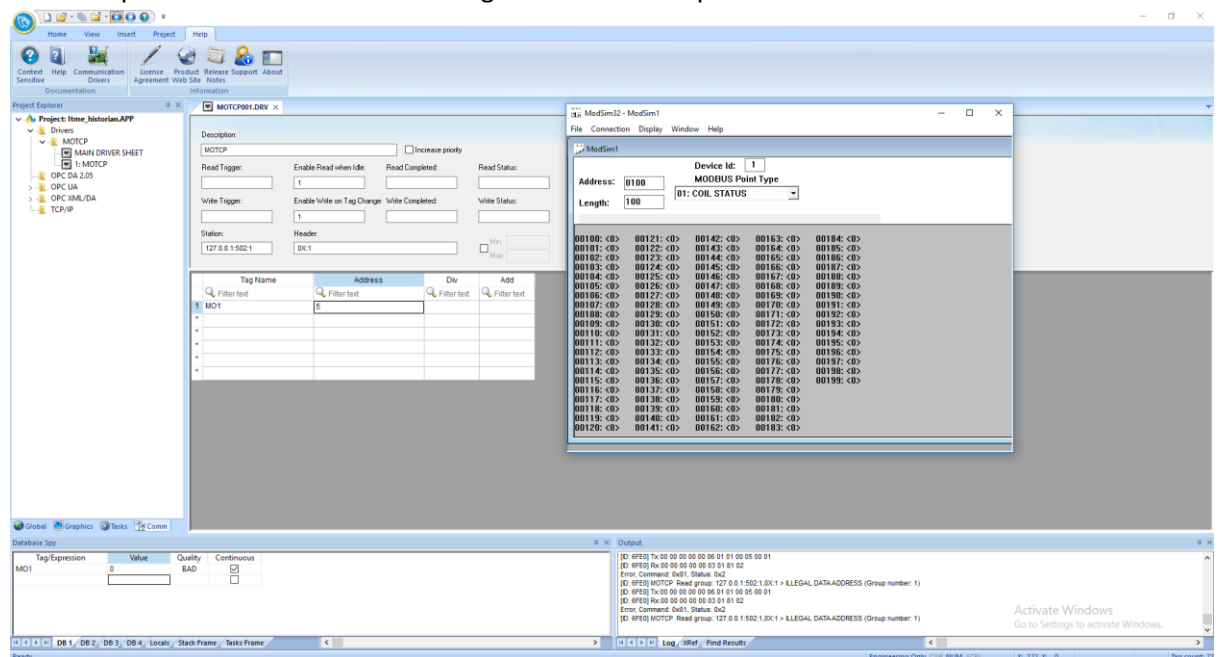 Home View Insert Project Help
Context Sensitive
Help
Communication Drivers
License Agreement
Product Web Site
Release Notes
Support
About
Documentation
Information
Project Explorer
MOTCP001.DRV
Project: Itme_historian.APP
Drivers
MOTCP
MAIN DRIVER SHEET
1: MOTCP
OPC DA 2.05
OPC UA
OPC XML/DA
TCP/IP
Description:
MOTCP
Increase priority
Read Trigger: Enable Read when Idle: Read Completed: Read Status:
1
Write Trigger: Enable Write on Tag Change: Write Completed: Write Status:
1
Station: Header:
127.0.0.1:502:1 0X:1
Min:
Max:
Tag Name Address Div Add
Filter text Filter text Filter text Filter text
1 MO1 5
ModSim32 - ModSim1
File Connection Display Window Help
ModSim1
Device Id: 1
Address: 0100 MODBUS Point Type
01: COIL STATUS
Length: 100
00100: <0> 00121: <0> 00142: <0> 00163: <0> 00184: <0>
00101: <0> 00122: <0> 00143: <0> 00164: <0> 00185: <0>
00102: <0> 00123: <0> 00144: <0> 00165: <0> 00186: <0>
00103: <0> 00124: <0> 00145: <0> 00166: <0> 00187: <0>
00104: <0> 00125: <0> 00146: <0> 00167: <0> 00188: <0>
00105: <0> 00126: <0> 00147: <0> 00168: <0> 00189: <0>
00106: <0> 00127: <0> 00148: <0> 00169: <0> 00190: <0>
00107: <0> 00128: <0> 00149: <0> 00170: <0> 00191: <0>
00108: <0> 00129: <0> 00150: <0> 00171: <0> 00192: <0>
00109: <0> 00130: <0> 00151: <0> 00172: <0> 00193: <0>
00110: <0> 00131: <0> 00152: <0> 00173: <0> 00194: <0>
00111: <0> 00132: <0> 00153: <0> 00174: <0> 00195: <0>
00112: <0> 00133: <0> 00154: <0> 00175: <0> 00196: <0>
00113: <0> 00134: <0> 00155: <0> 00176: <0> 00197: <0>
00114: <0> 00135: <0> 00156: <0> 00177: <0> 00198: <0>
00115: <0> 00136: <0> 00157: <0> 00178: <0> 00199: <0>
00116: <0> 00137: <0> 00158: <0> 00179: <0>
00117: <0> 00138: <0> 00159: <0> 00180: <0>
00118: <0> 00139: <0> 00160: <0> 00181: <0>
00119: <0> 00140: <0> 00161: <0> 00182: <0>
00120: <0> 00141: <0> 00162: <0> 00183: <0>
Global Graphics Tasks Comm
Database Spy
Tag/Expression Value Quality Continuous
MO1 0 BAD
DB 1 DB 2 DB 3 DB 4 Locals Stack Frame Tasks Frame
Output
[ID: 6FE0] Tx:00 00 00 00 00 06 01 01 00 05 00 01
[ID: 6FE0] Rx:00 00 00 00 00 03 01 81 02
Error, Command: 0x81, Status: 0x2
[ID: 6FE0] MOTCP Read group: 127.0.0.1:502:1,0X:1 > ILLEGAL DATA ADDRESS (Group number: 1)
[ID: 6FE0] Tx:00 00 00 00 00 06 01 01 00 05 00 01
[ID: 6FE0] Rx:00 00 00 00 00 03 01 81 02
Error, Command: 0x81, Status: 0x2
[ID: 6FE0] MOTCP Read group: 127.0.0.1:502:1,0X:1 > ILLEGAL DATA ADDRESS (Group number: 1)
Log XRef Find Results
Activate Windows
Go to Settings to activate Windows.